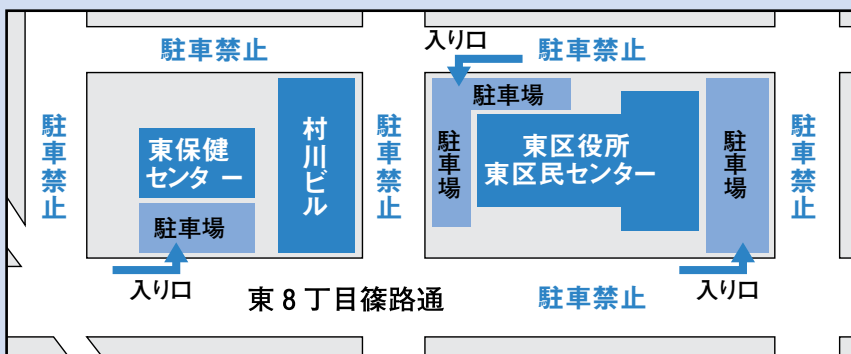 駐車禁止
入り口
駐車禁止
駐車場
駐車禁止
東保健
センター
村川ビル
駐車禁止
駐車場
東区役所
東区民センター
駐車場
駐車禁止
駐車場
入り口
東8丁目篠路通
駐車禁止
入り口